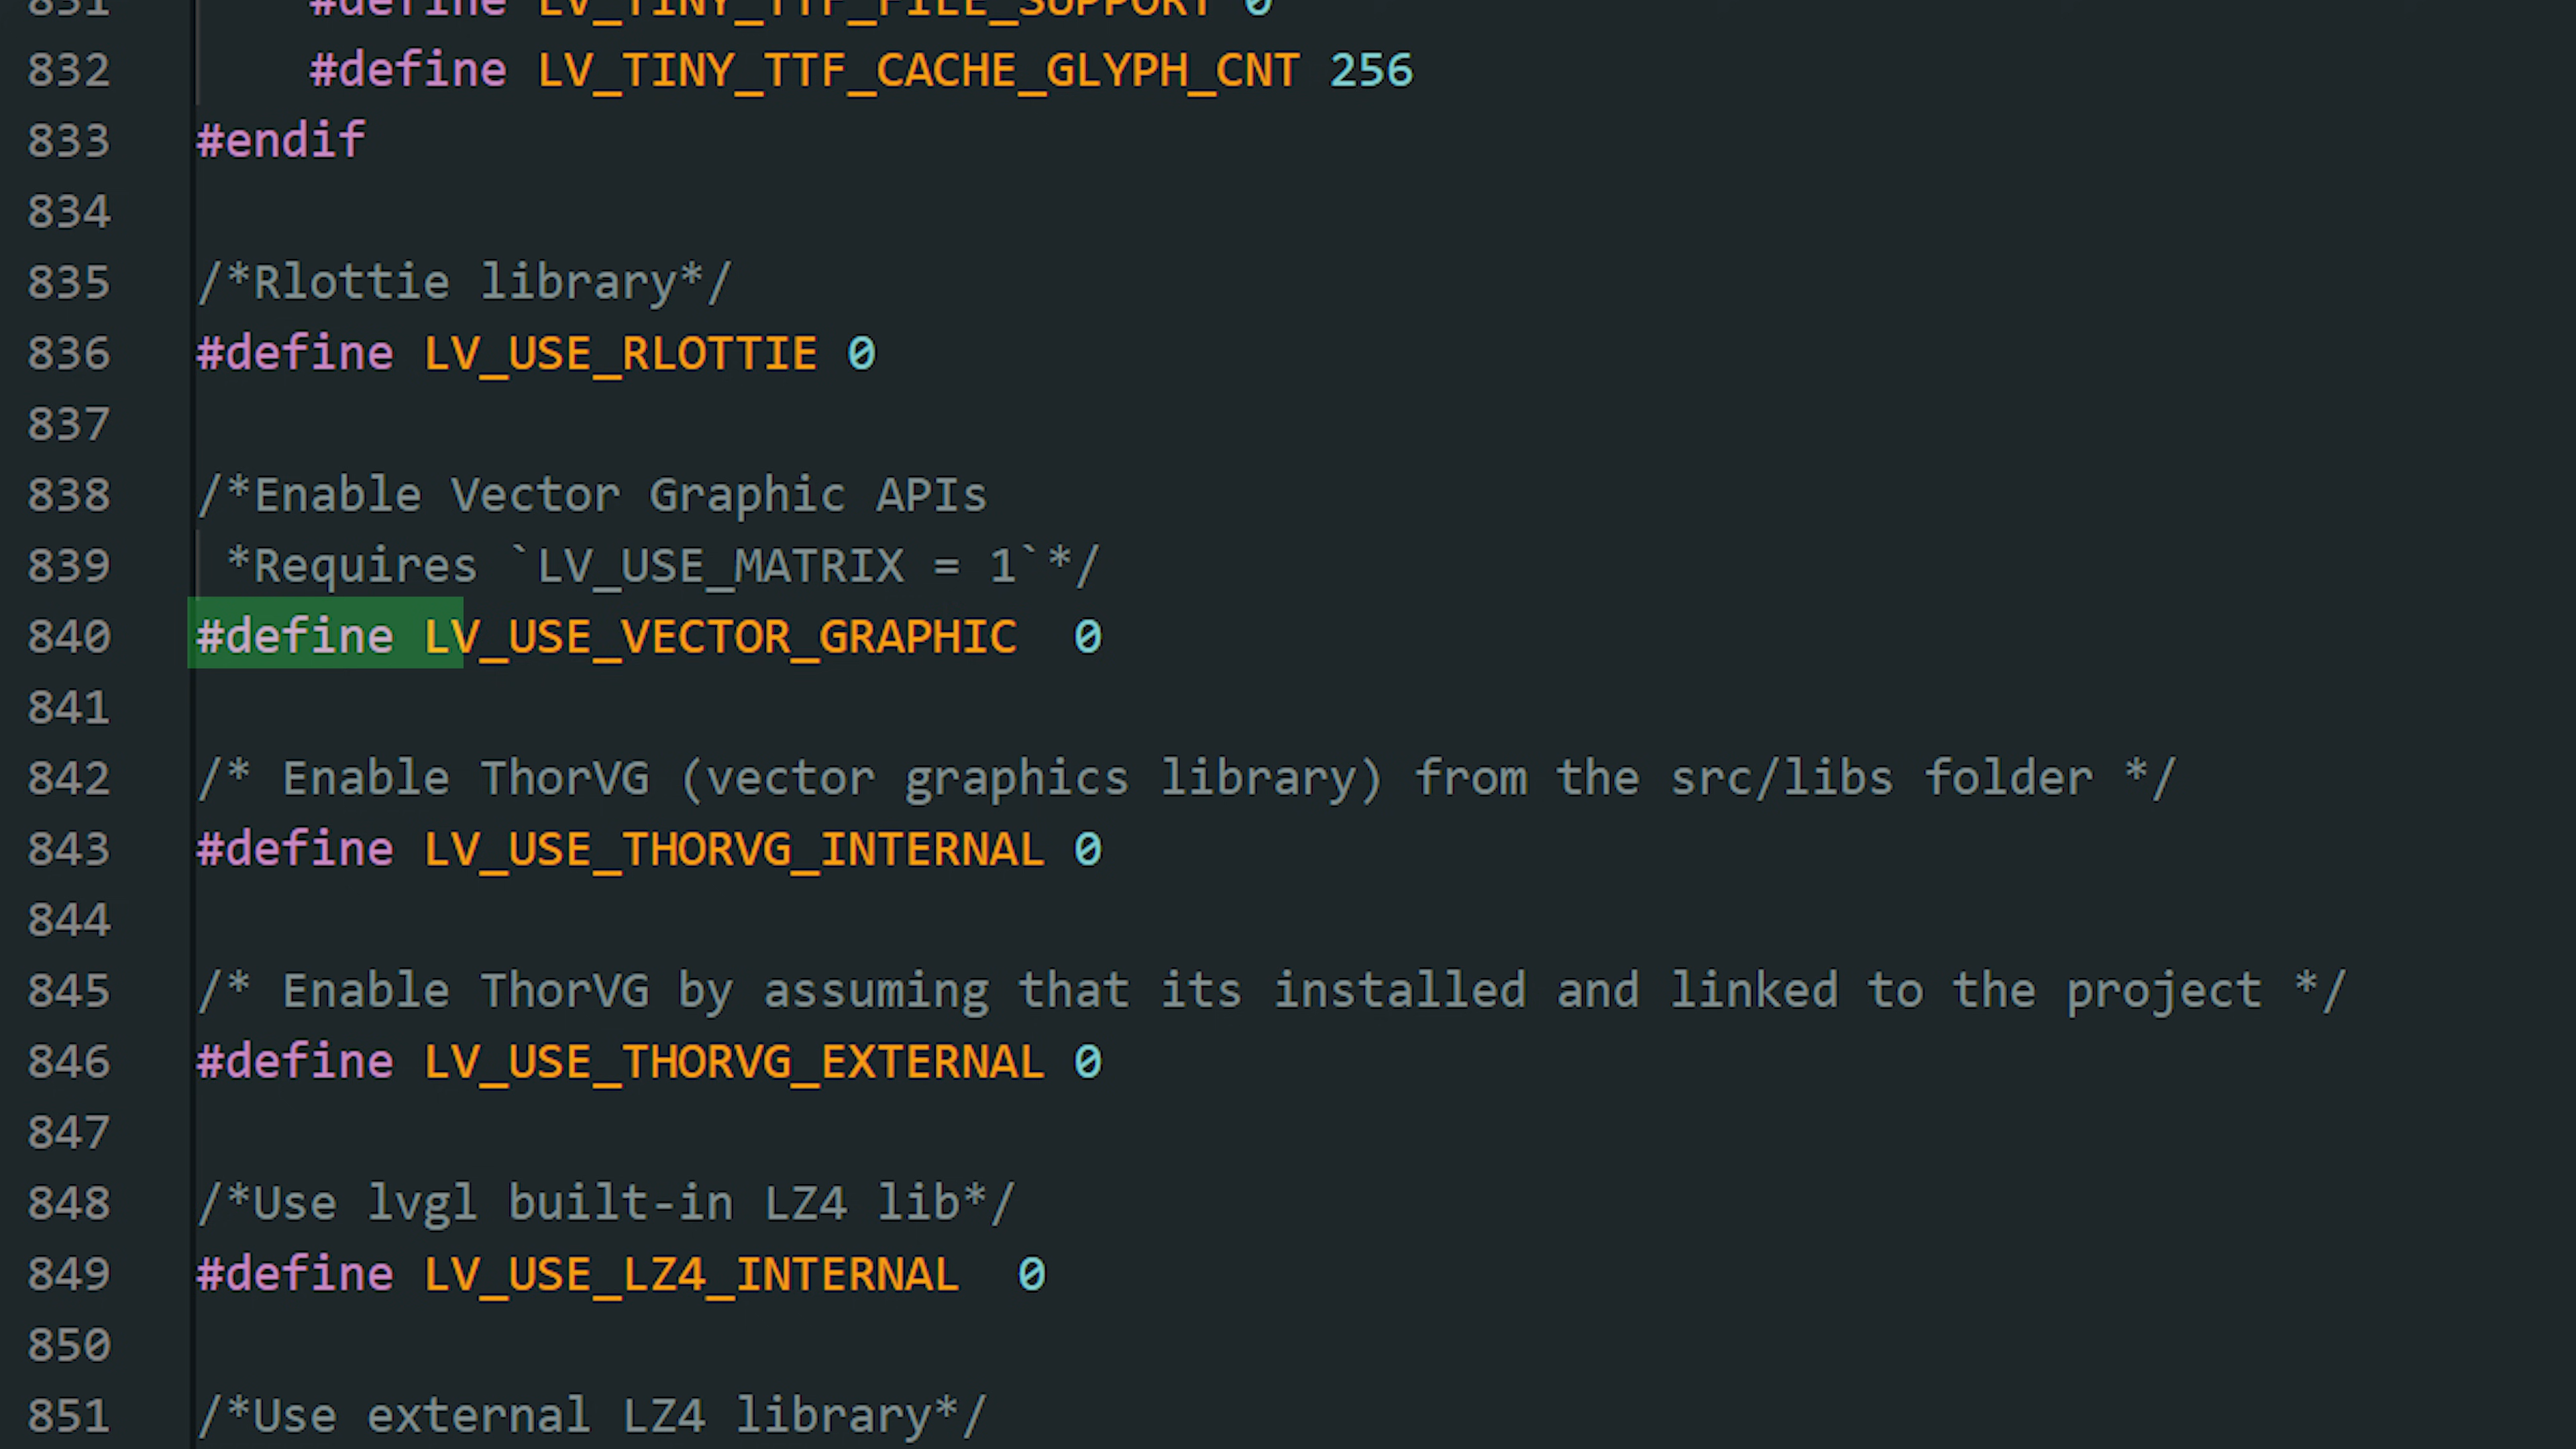 831 #define LV_TINY_TTF_FILE_SUPPORT 0
832 #define LV_TINY_TTF_CACHE_GLYPH_CNT 256
833 #endif
834
835 /*Rlottie library*/
836 #define LV_USE_RLOTTIE 0
837
838 /*Enable Vector Graphic APIs
839 *Requires `LV_USE_MATRIX = 1`*/
840 #define LV_USE_VECTOR_GRAPHIC  0
841
842 /* Enable ThorVG (vector graphics library) from the src/libs folder */
843 #define LV_USE_THORVG_INTERNAL 0
844
845 /* Enable ThorVG by assuming that its installed and linked to the project */
846 #define LV_USE_THORVG_EXTERNAL 0
847
848 /*Use lvgl built-in LZ4 lib*/
849 #define LV_USE_LZ4_INTERNAL  0
850
851 /*Use external LZ4 library*/